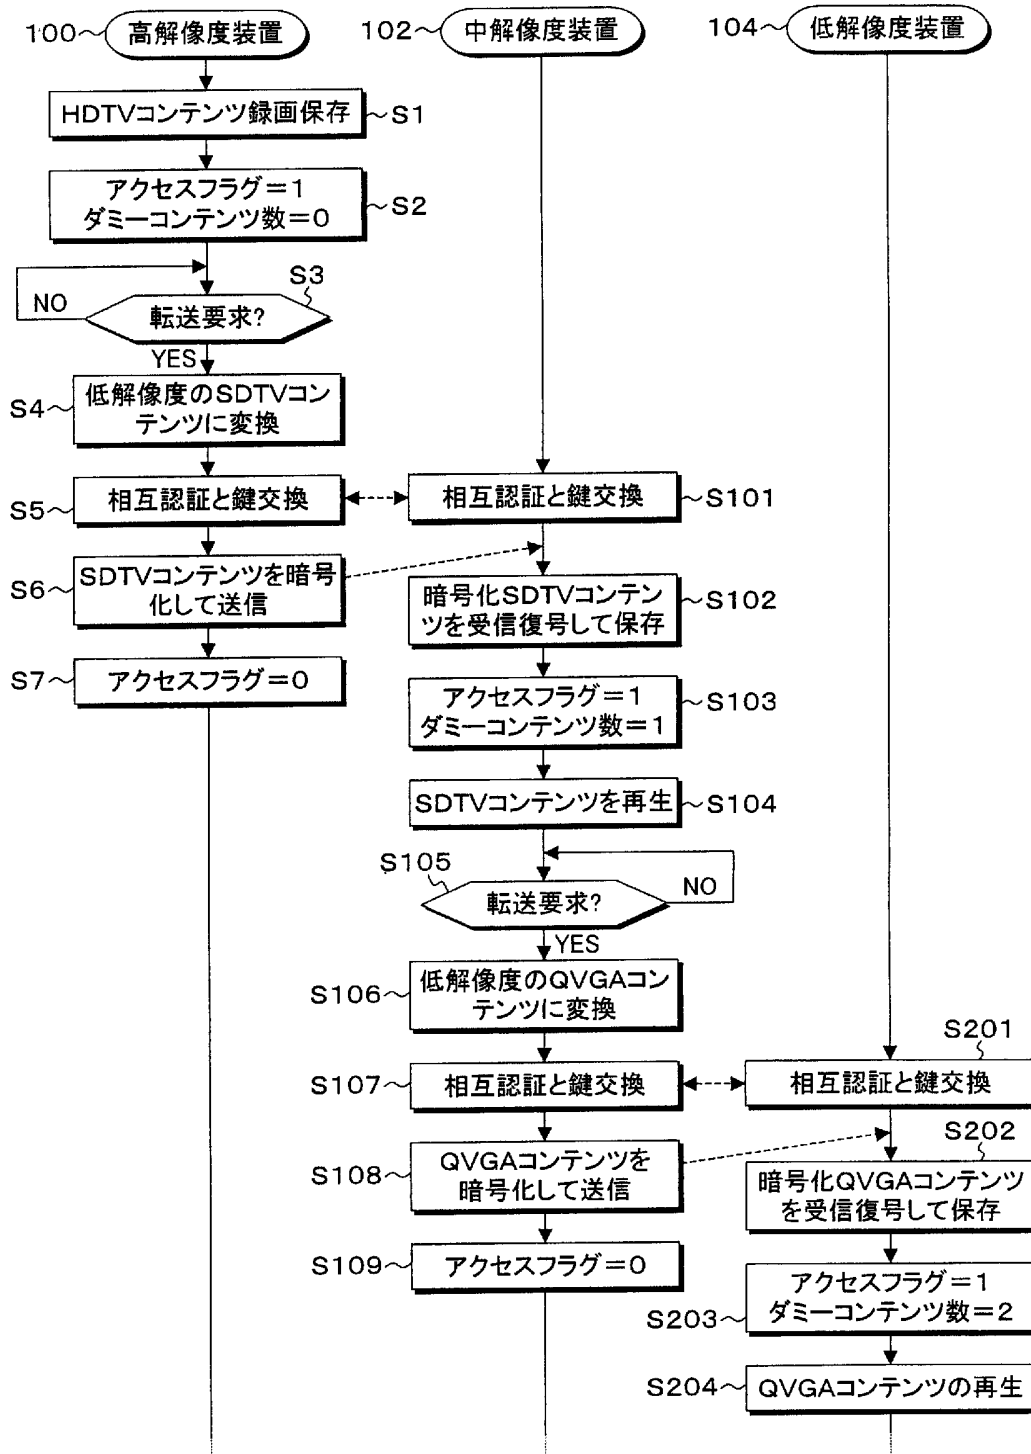 100
高解像度装置
102
中解像度装置
104
低解像度装置
HDTVコンテンツ録画保存
S1
アクセスフラグ=1
ダミーコンテンツ数=0
S2
S3
NO
転送要求?
YES
S4
低解像度のSDTVコン
テンツに変換
S5
相互認証と鍵交換
相互認証と鍵交換
S101
S6
SDTVコンテンツを暗号
化して送信
暗号化SDTVコンテン
ツを受信復号して保存
S102
S7
アクセスフラグ=0
アクセスフラグ=1
ダミーコンテンツ数=1
S103
SDTVコンテンツを再生
S104
S105
転送要求?
NO
YES
S106
低解像度のQVGAコン
テンツに変換
S201
S107
相互認証と鍵交換
相互認証と鍵交換
S202
S108
QVGAコンテンツを
暗号化して送信
暗号化QVGAコンテンツ
を受信復号して保存
S109
アクセスフラグ=0
アクセスフラグ=1
ダミーコンテンツ数=2
S203
S204
QVGAコンテンツの再生